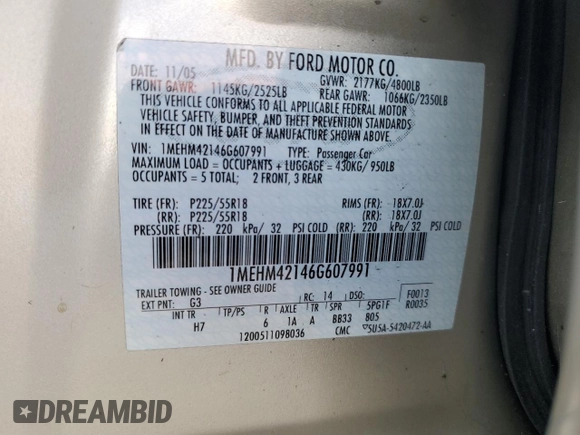 MFD. BY FORD MOTOR CO.
DATE: 11/05 GVWR: 2177KG/4800LB
FRONT GAWR: 1145KG/2525LB REAR GAWR: 1066KG/2350LB
THIS VEHICLE CONFORMS TO ALL APPLICABLE FEDERAL MOTOR
VEHICLE SAFETY, BUMPER, AND THEFT PREVENTION STANDARDS
IN EFFECT ON THE DATE OF MANUFACTURE SHOWN ABOVE.
VIN: 1MEHM42146G607991 TYPE: Passenger Car
MAXIMUM LOAD = OCCUPANTS + LUGGAGE = 430KG/ 950LB
OCCUPANTS = 5 TOTAL: 2 FRONT, 3 REAR
TIRE (FR): P225/55R18 RIMS (FR): 18X7.0J
(RR): P225/55R18 (RR): 18X7.0J
PRESSURE (FR): 220 kPa/ 32 PSI COLD (RR) 220 kPa/ 32 PSI COLD
1MEHM42146G607991
TRAILER TOWING - SEE OWNER GUIDE
EXT PNT: G3 RC: 14 DSO: F0013
R0035
INT TR TP/PS R AXLE TR SPR 5PG1F
H7 6 1A A BB33 805
1200511098036 CMC 5U5A-5420472-AA
DREAMBID